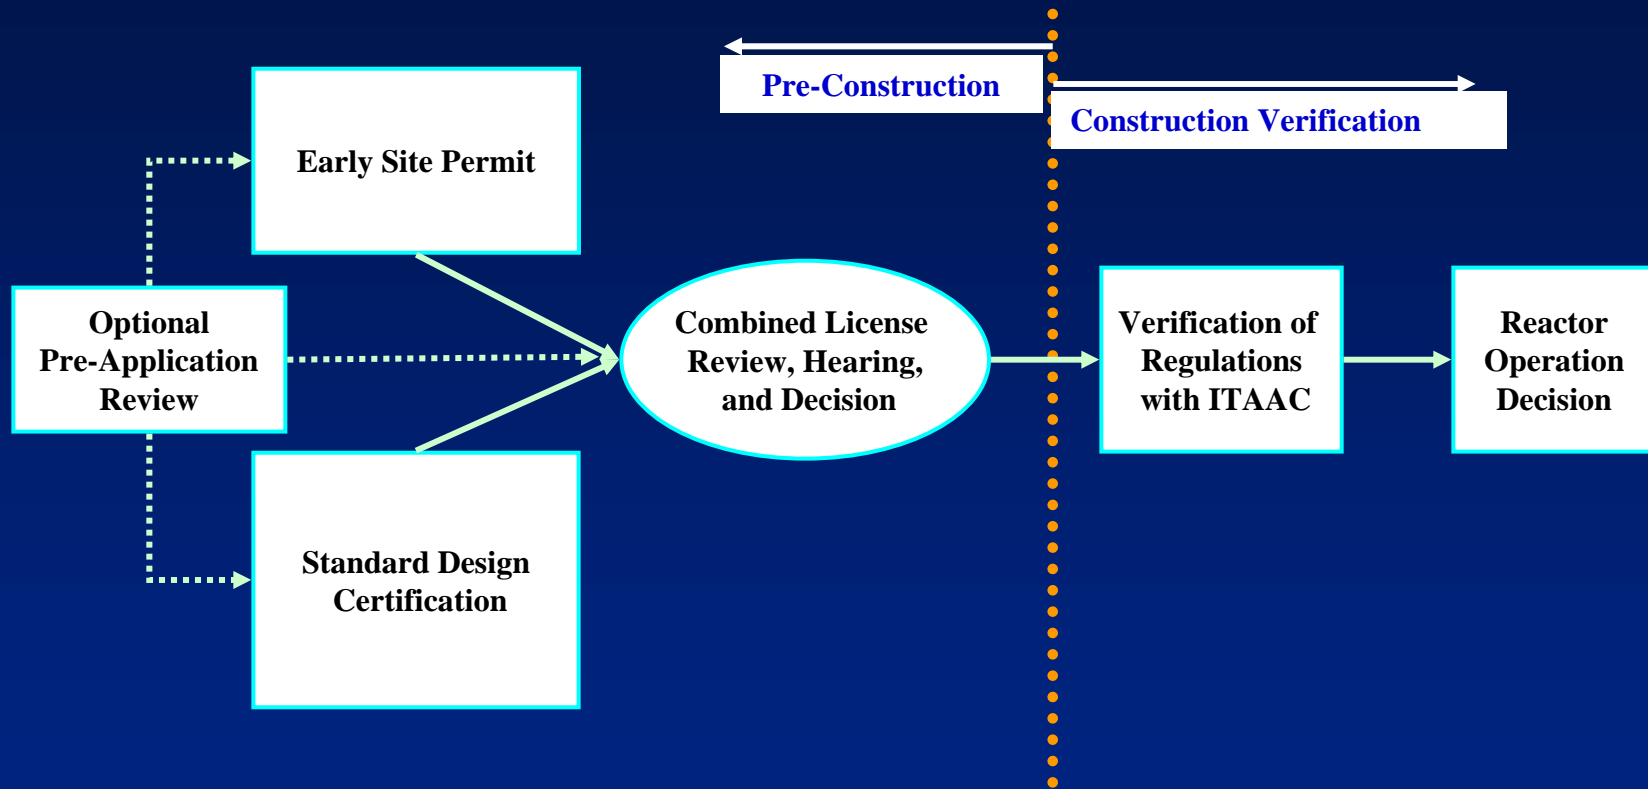 Pre-Construction
Construction Verification
Early Site Permit
Optional
Pre-Application
Review
Combined License
Review, Hearing,
and Decision
Verification of
Regulations
with ITAAC
Reactor
Operation
Decision
Standard Design
Certification